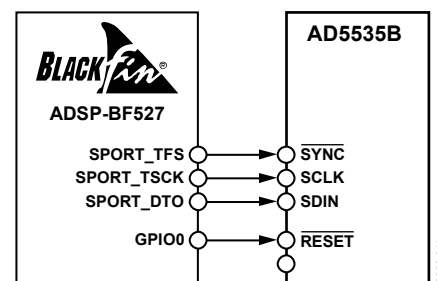 AD5535B
BLACKfin®
ADSP-BF527
SPORT_TFS SYNC
SPORT_TSCK SCLK
SPORT_DTO SDIN
GPIO0 RESET